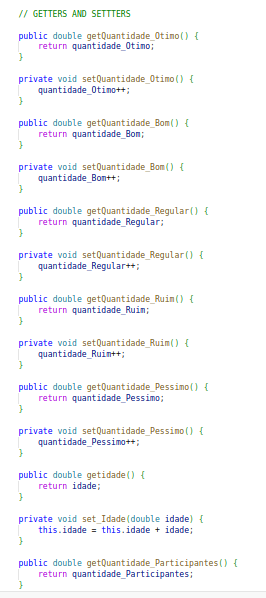 // GETTERS AND SETTTERS
public double getQuantidade_Otimo() {
return quantidade_Otimo;
}
private void setQuantidade_Otimo() {
quantidade_Otimo++;
}
public double getQuantidade_Bom() {
return quantidade_Bom;
}
private void setQuantidade_Bom() {
quantidade_Bom++;
}
public double getQuantidade_Regular() {
return quantidade_Regular;
}
private void setQuantidade_Regular() {
quantidade_Regular++;
}
public double getQuantidade_Ruim() {
return quantidade_Ruim;
}
private void setQuantidade_Ruim() {
quantidade_Ruim++;
}
public double getQuantidade_Pessimo() {
return quantidade_Pessimo;
}
private void setQuantidade_Pessimo() {
quantidade_Pessimo++;
}
public double getidade() {
return idade;
}
private void set_Idade(double idade) {
this.idade = this.idade + idade;
}
public double getQuantidade_Participantes() {
return quantidade_Participantes;
}